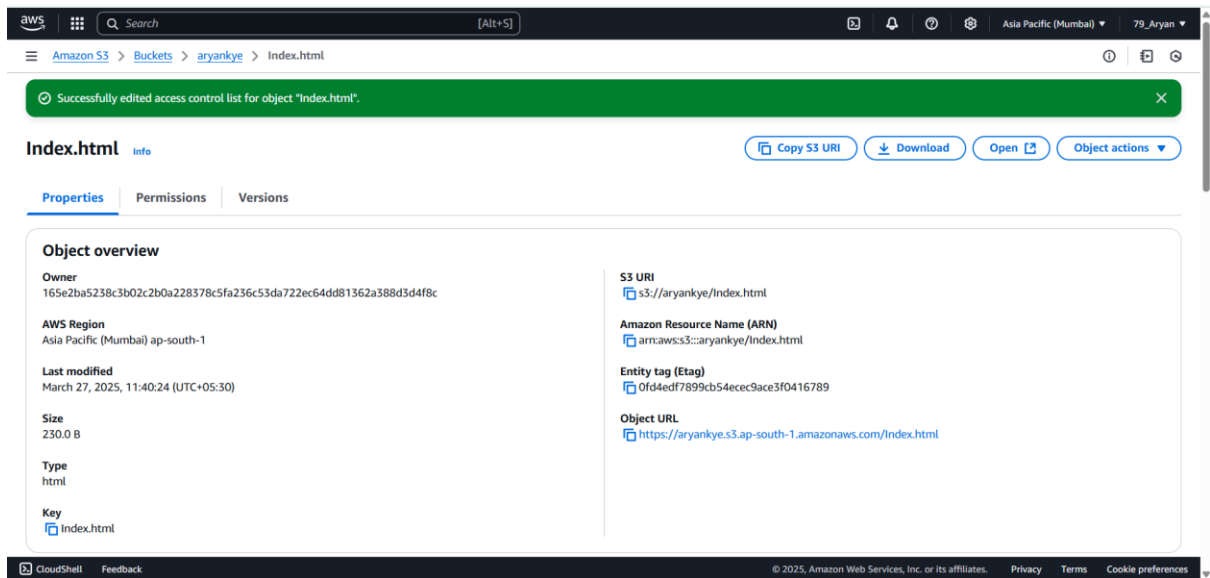 aws
Search [Alt+S]
Asia Pacific (Mumbai) ▼ 79_Aryan ▼
Amazon S3 > Buckets > aryankye > Index.html
Successfully edited access control list for object "Index.html".
Index.html Info
Copy S3 URI Download Open Object actions ▼
Properties Permissions Versions
Object overview
Owner
165e2ba5238c3b02c2b0a228378c5fa236c53da722ec64dd81362a388d3d4f8c
AWS Region
Asia Pacific (Mumbai) ap-south-1
Last modified
March 27, 2025, 11:40:24 (UTC+05:30)
Size
230.0 B
Type
html
Key
Index.html
S3 URI
s3://aryankye/Index.html
Amazon Resource Name (ARN)
arn:aws:s3:::aryankye/Index.html
Entity tag (Etag)
0fd4edf7899cb54ecec9ace3f0416789
Object URL
https://aryankye.s3.ap-south-1.amazonaws.com/Index.html
CloudShell Feedback © 2025, Amazon Web Services, Inc. or its affiliates. Privacy Terms Cookie preferences